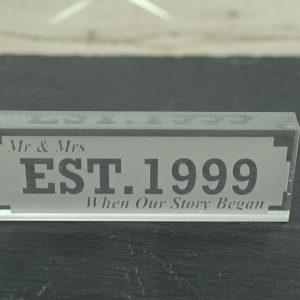 Mr & Mrs
EST.1999
When Our Story Began